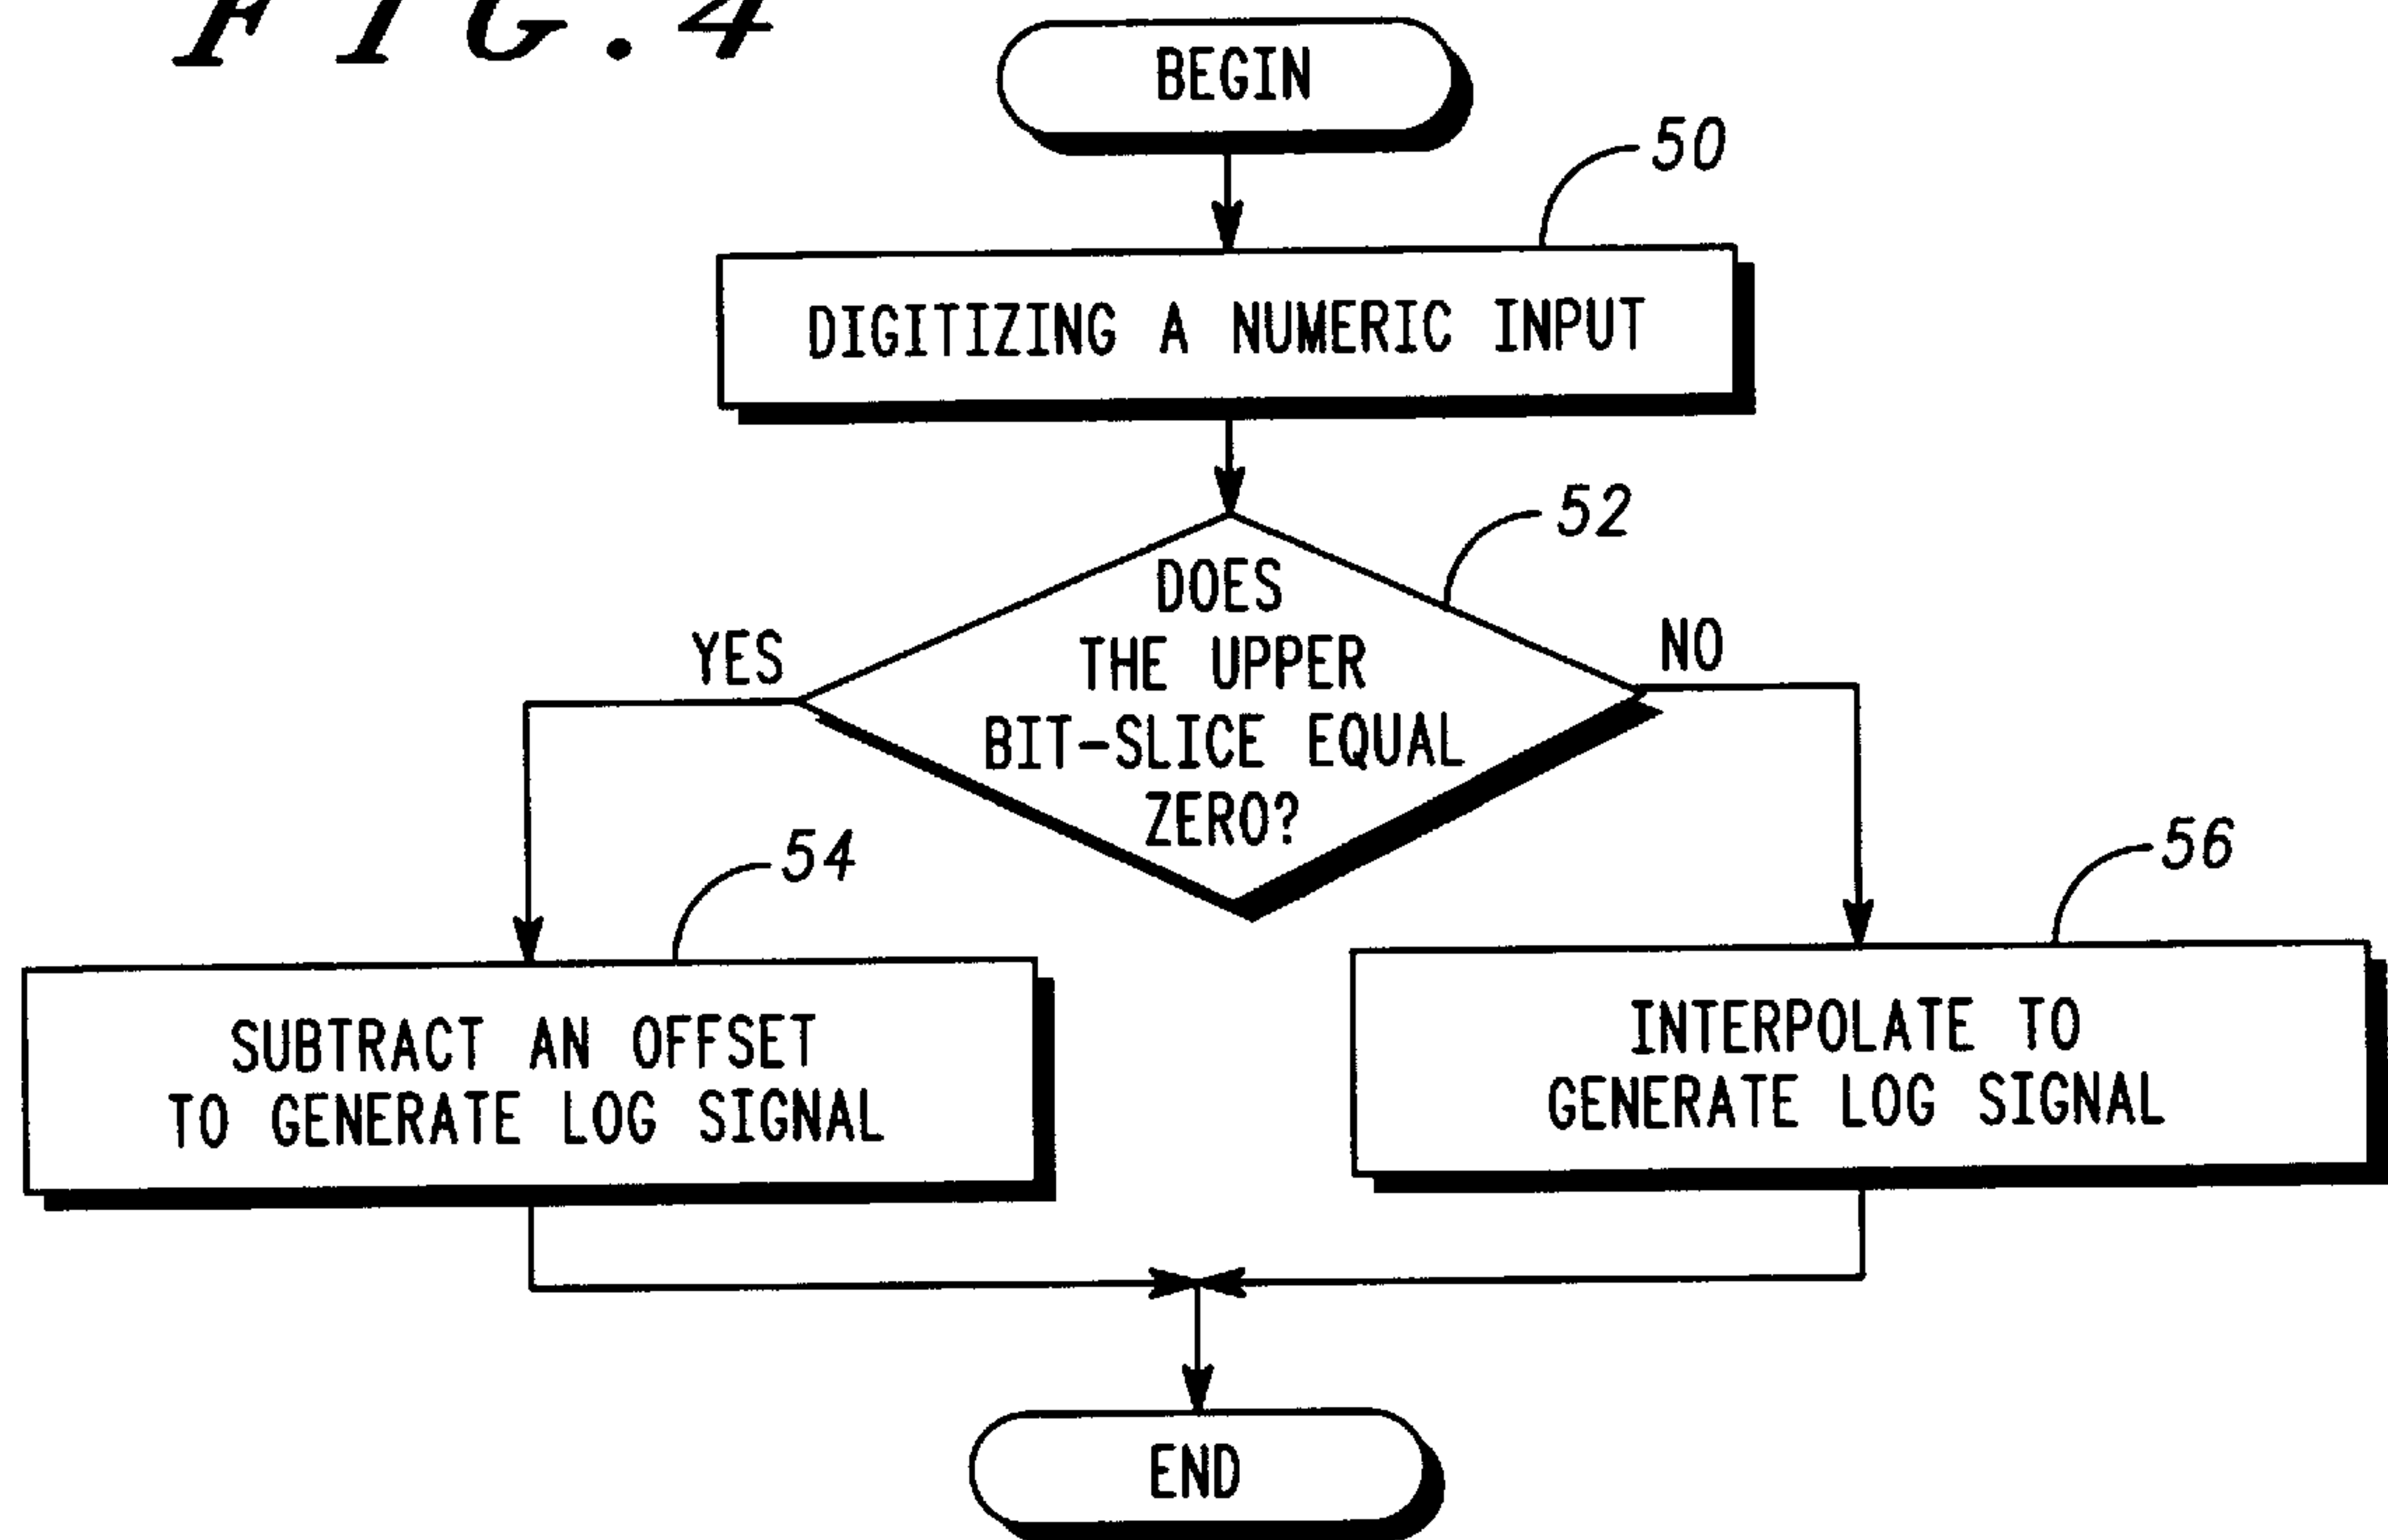 FIG. 4
BEGIN
50
DIGITIZING A NUMERIC INPUT
52
DOES
THE UPPER
BIT-SLICE EQUAL
ZERO?
YES
NO
54
56
SUBTRACT AN OFFSET
TO GENERATE LOG SIGNAL
INTERPOLATE TO
GENERATE LOG SIGNAL
END